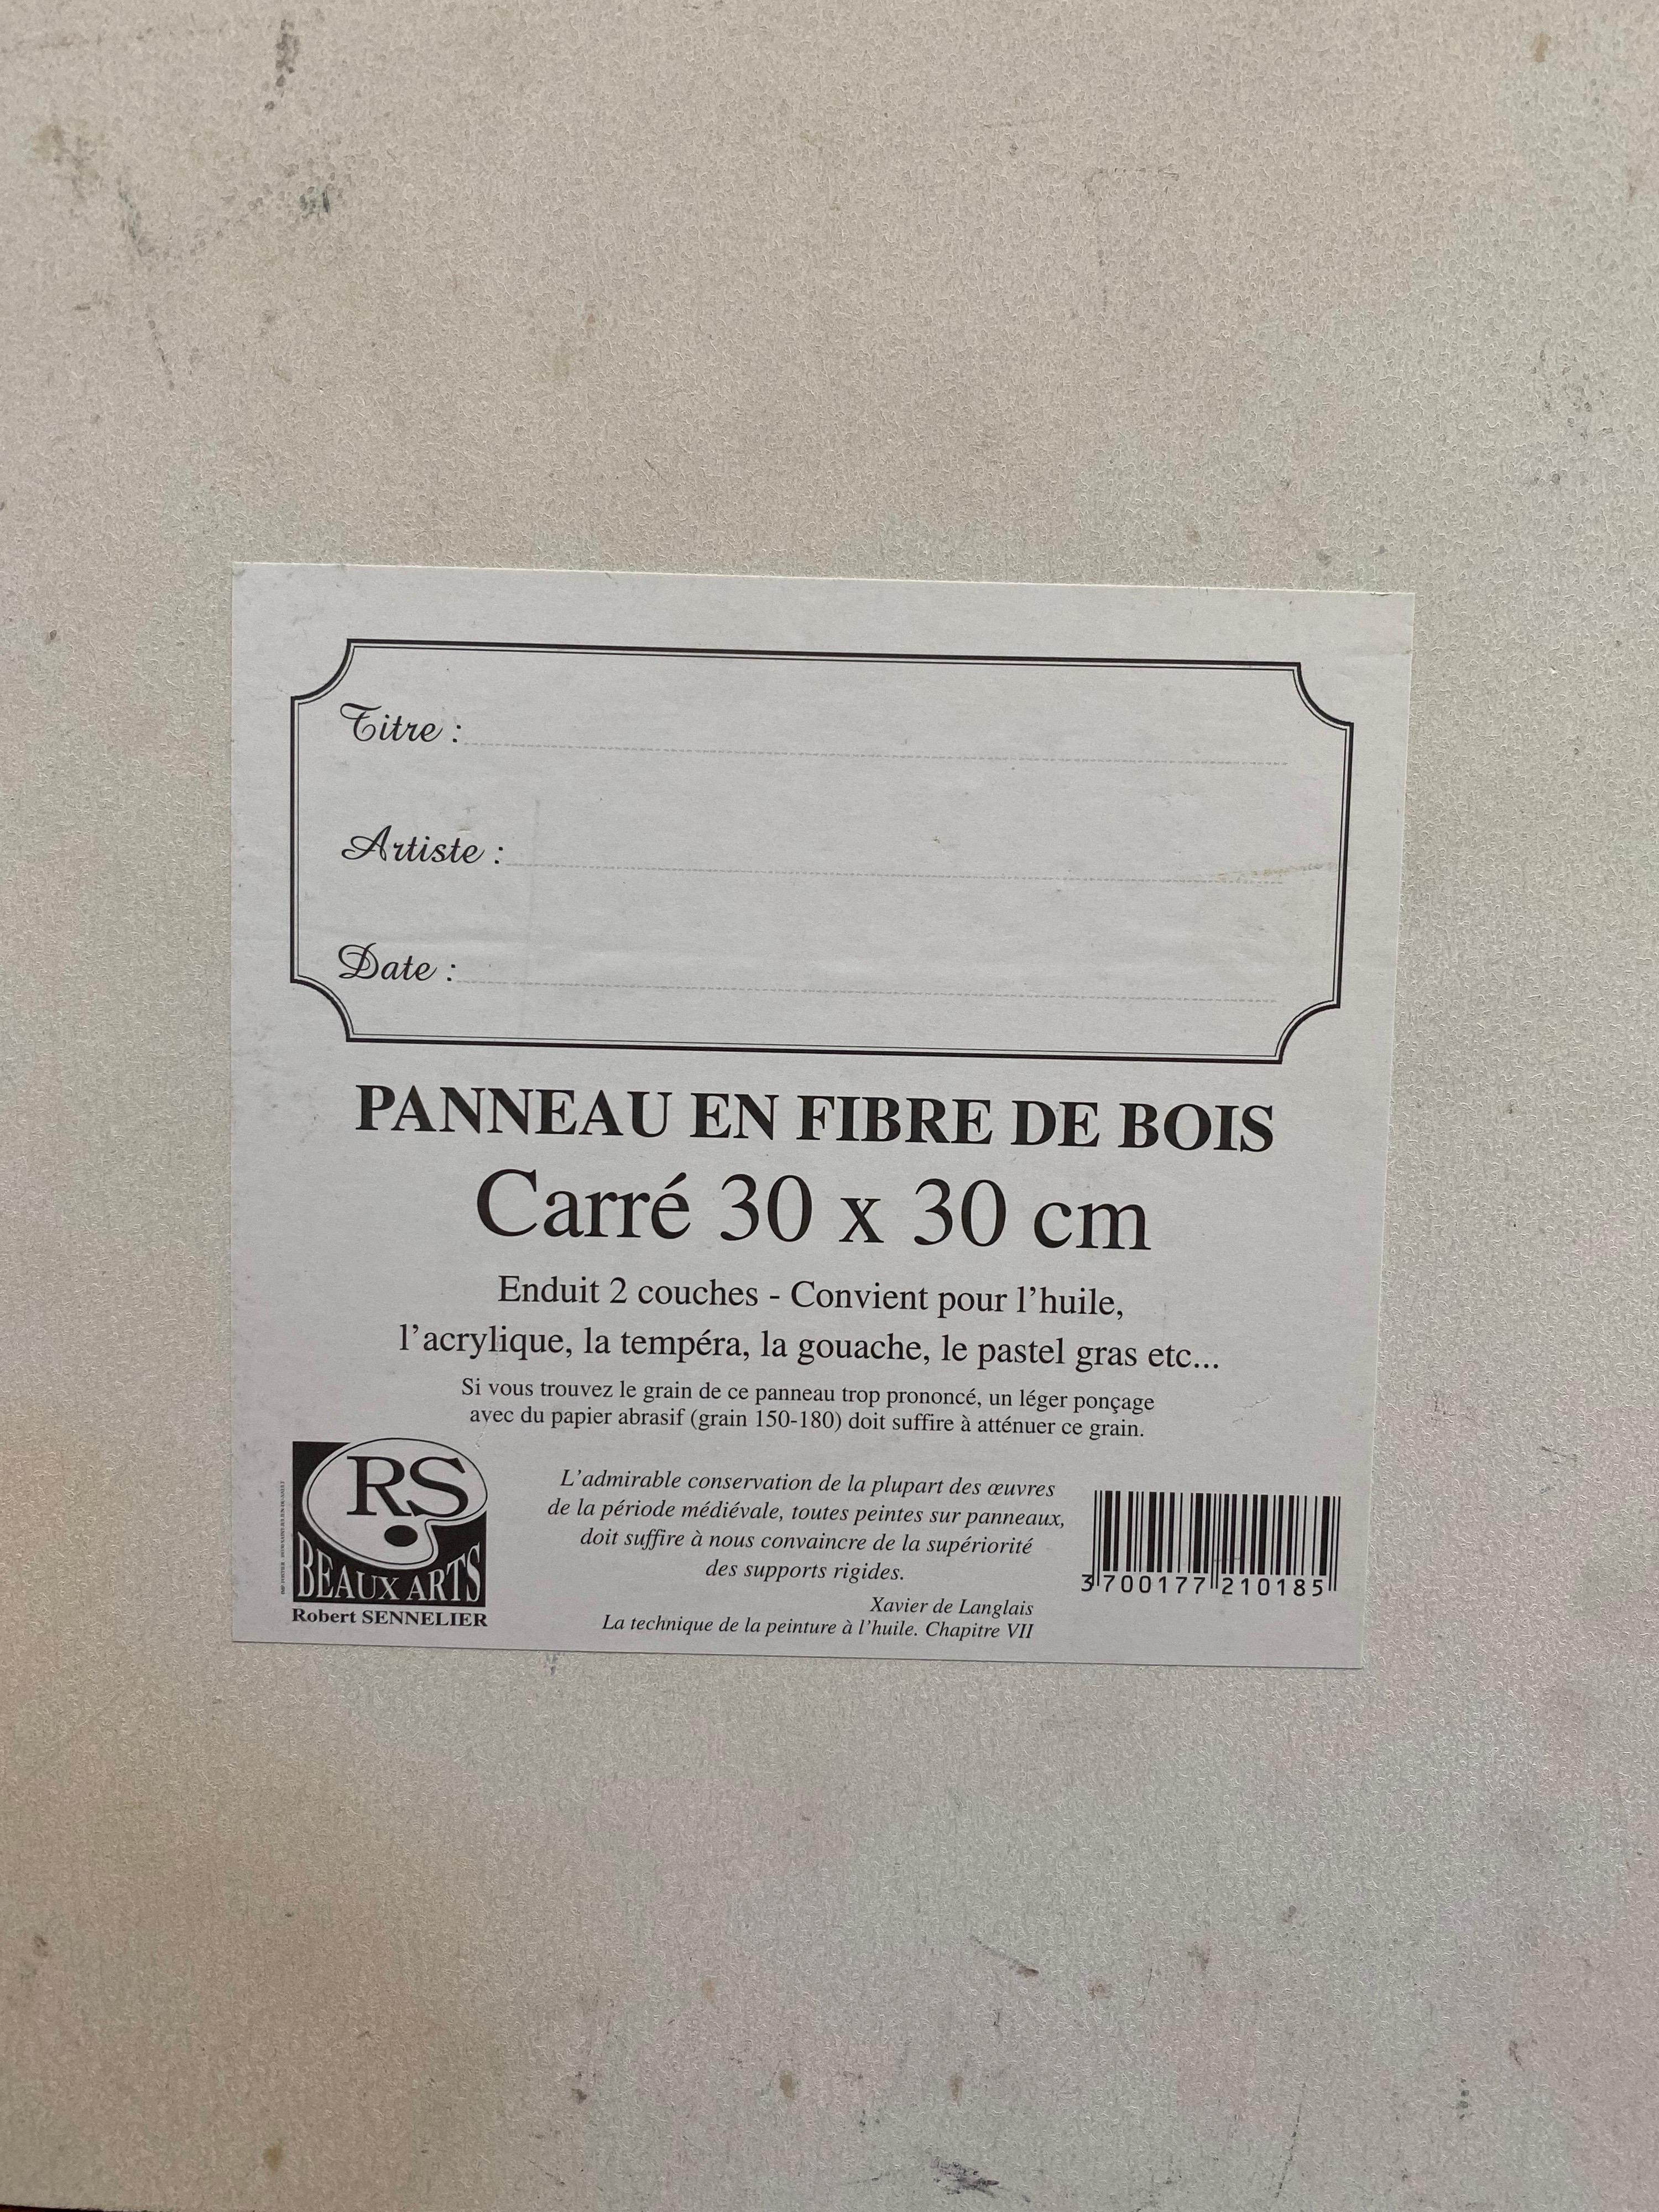 Titre :
Artiste :
Date :
PANNEAU EN FIBRE DE BOIS
Carré 30 x 30 cm
Enduit 2 couches - Convient pour l'huile,
l'acrylique, la tempéra, la gouache, le pastel gras etc...
Si vous trouvez le grain de ce panneau trop prononcé, un léger ponçage
avec du papier abrasif (grain 150-180) doit suffire à atténuer ce grain.
RS
BEAUX ARTS
Robert SENNELIER
L'admirable conservation de la plupart des œuvres
de la période médiévale, toutes peintes sur panneaux,
doit suffire à nous convaincre de la supériorité
des supports rigides.
Xavier de Langlais
La technique de la peinture à l'huile. Chapitre VII
3 700177 210185